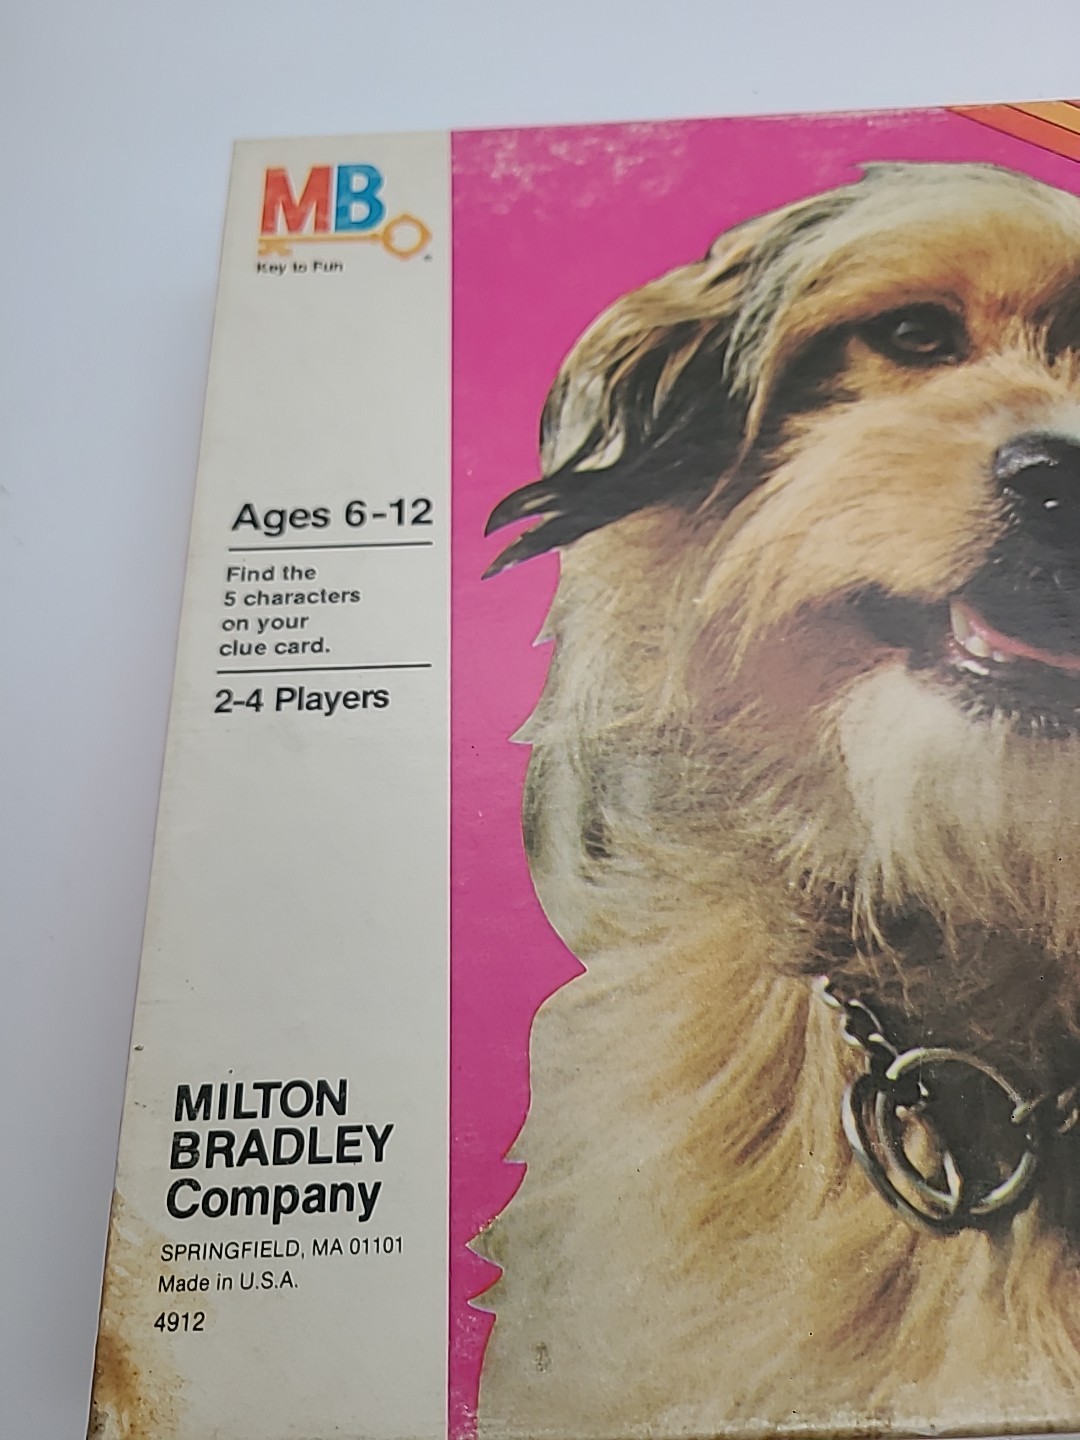 MB
Key to Fun
Ages 6-12
Find the
5 characters
on your
clue card.
2-4 Players
MILTON
BRADLEY
Company
SPRINGFIELD, MA 01101
Made in U.S.A.
4912